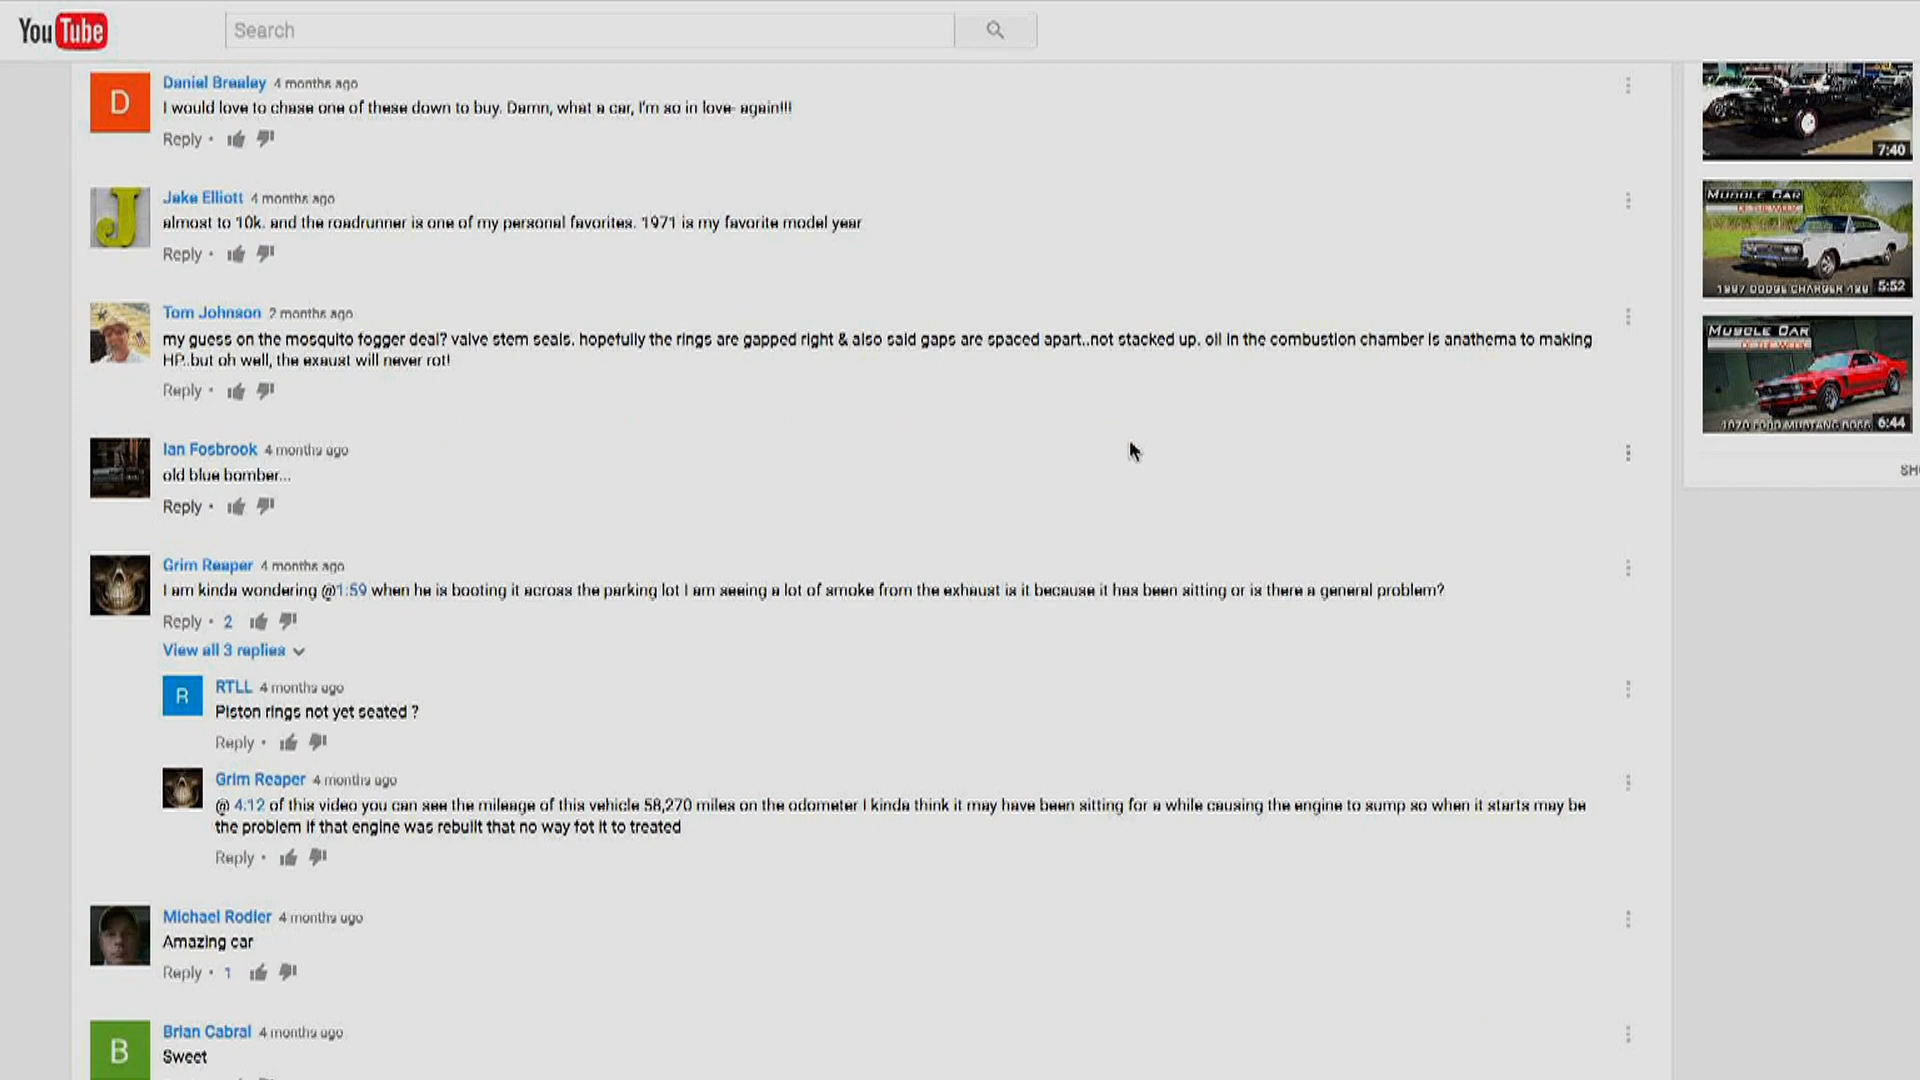 YouTube
Search
7:40
D
Daniel Brealey 4 months ago
I would love to chase one of these down to buy. Damn, what a car, I'm so in love- again!!!
Reply •
MUSCLE CAR
OF THE WEEK
1967 DODGE CHARGER 426 5:52
J
Jake Elliott 4 months ago
almost to 10k. and the roadrunner is one of my personal favorites. 1971 is my favorite model year
Reply •
MUSCLE CAR
OF THE WEEK
1970 FORD MUSTANG BOSS 6:44
Tom Johnson 2 months ago
my guess on the mosquito fogger deal? valve stem seals. hopefully the rings are gapped right & also said gaps are spaced apart..not stacked up. oil in the combustion chamber is anathema to making
HP..but oh well, the exaust will never rot!
Reply •
SH
Ian Fosbrook 4 months ago
old blue bomber...
Reply •
Grim Reaper 4 months ago
I am kinda wondering @1:59 when he is booting it across the parking lot I am seeing a lot of smoke from the exhaust is it because it has been sitting or is there a general problem?
Reply • 2
View all 3 replies
R
RTLL 4 months ago
Piston rings not yet seated ?
Reply •
Grim Reaper 4 months ago
@ 4:12 of this video you can see the mileage of this vehicle 58,270 miles on the odometer I kinda think it may have been sitting for a while causing the engine to sump so when it starts may be
the problem if that engine was rebuilt that no way fot it to treated
Reply •
Michael Rodier 4 months ago
Amazing car
Reply • 1
B
Brian Cabral 4 months ago
Sweet